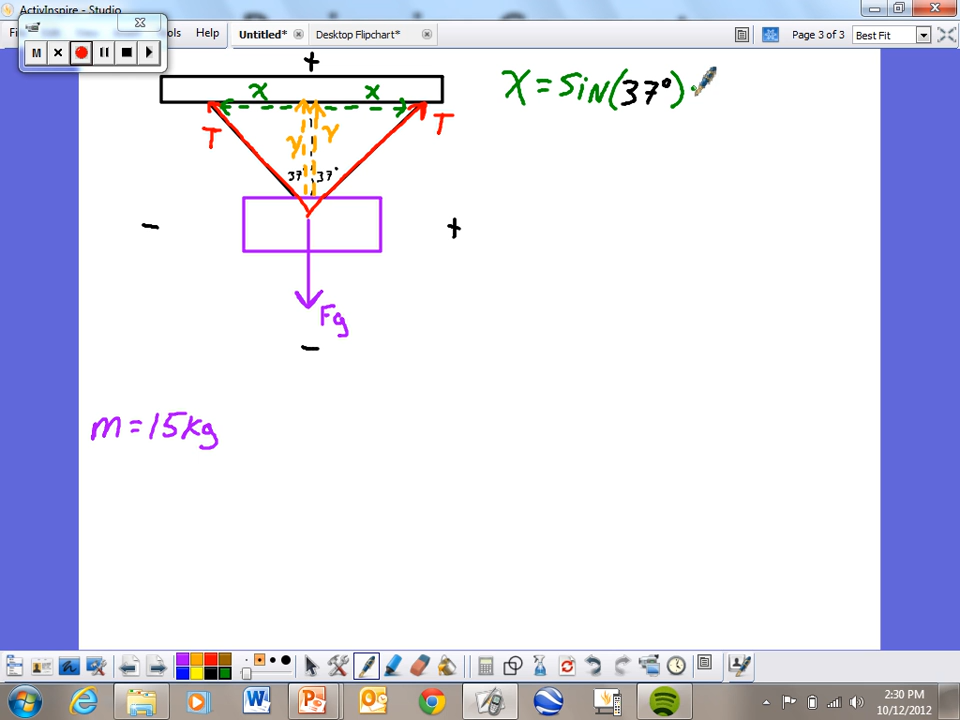 ActivInspire - Studio
Help
Untitled*
Desktop Flipchart*
Page 3 of 3
Best Fit
M
+
x x
x = sin(37°) ·
T
T
Y Y
37 37°
- +
Fg
-
m = 15kg
2:30 PM
10/12/2012